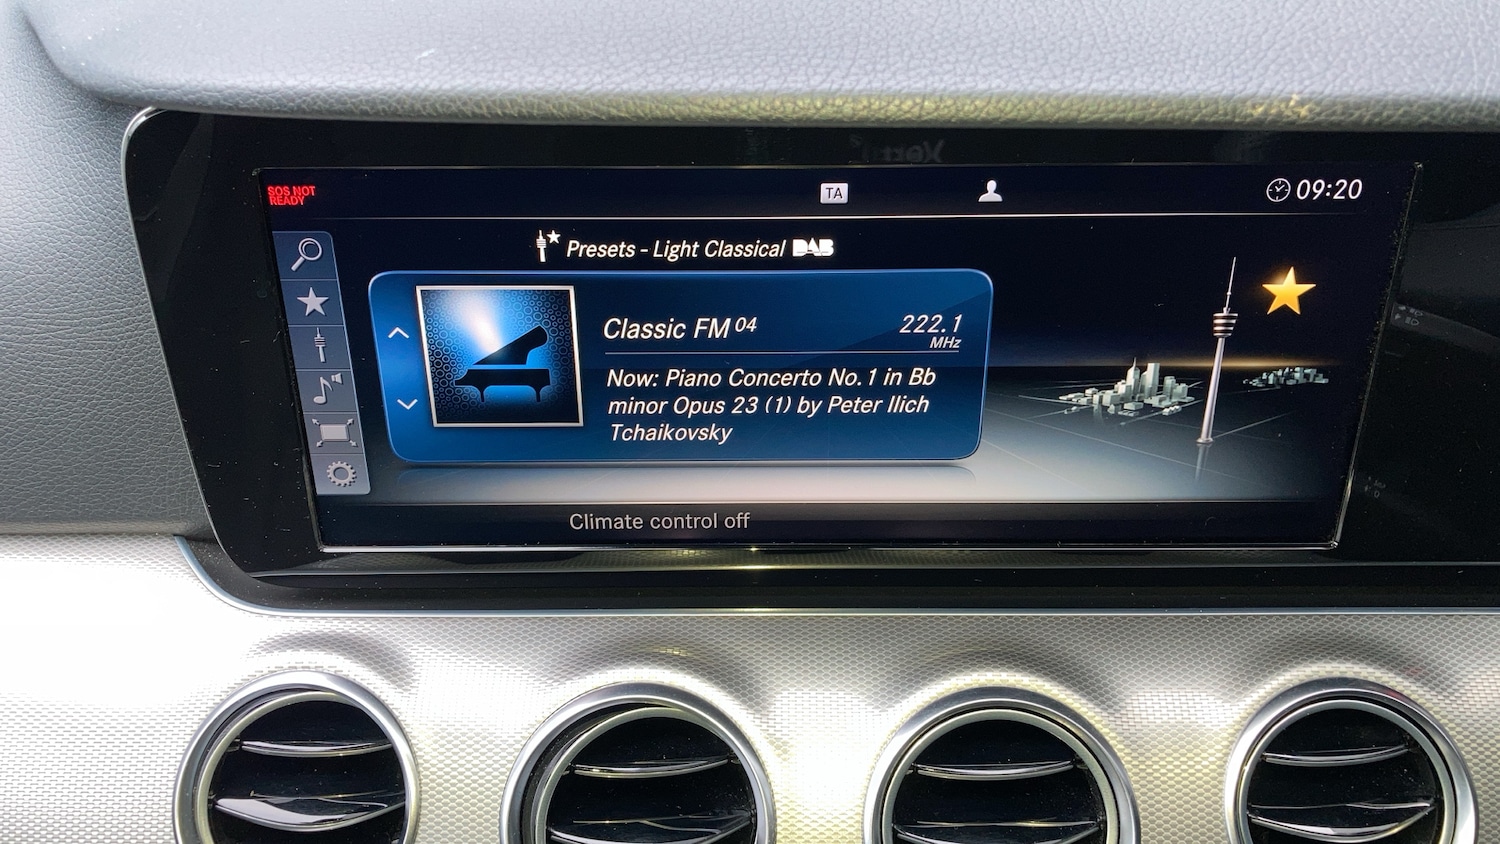 SOS NOT
READY
TA
09:20
Presets - Light Classical DAB
Classic FM 04
222.1
MHz
Now: Piano Concerto No. 1 in Bb
minor Opus 23 (1) by Peter Ilich
Tchaikovsky
Climate control off